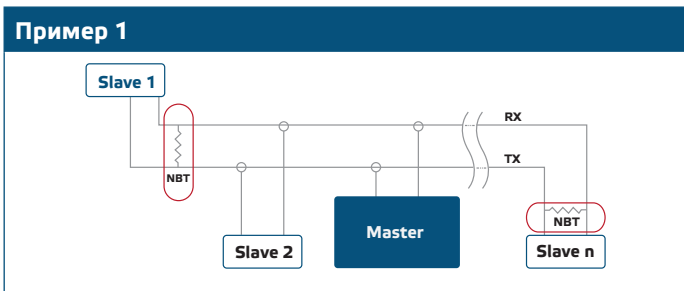 Пример 1
Slave 1
RX
TX
NBT
NBT
Master
Slave 2
Slave n